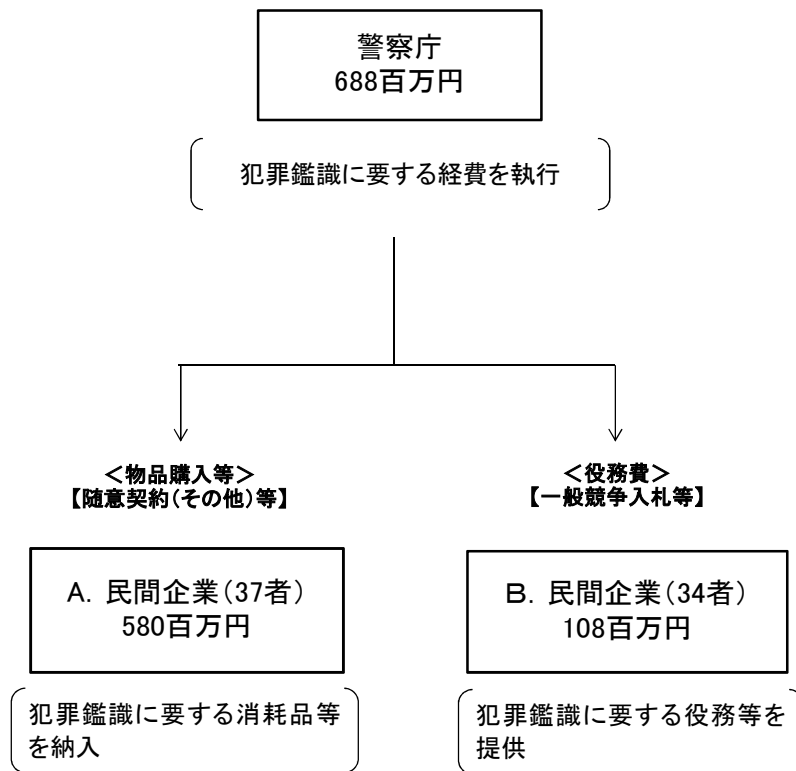 警察庁
688百万円
犯罪鑑識に要する経費を執行
＜物品購入等＞
【随意契約（その他）等】
＜役務費＞
【一般競争入札等】
A．民間企業（37者）
580百万円
B．民間企業（34者）
108百万円
犯罪鑑識に要する消耗品等
を納入
犯罪鑑識に要する役務等を
提供